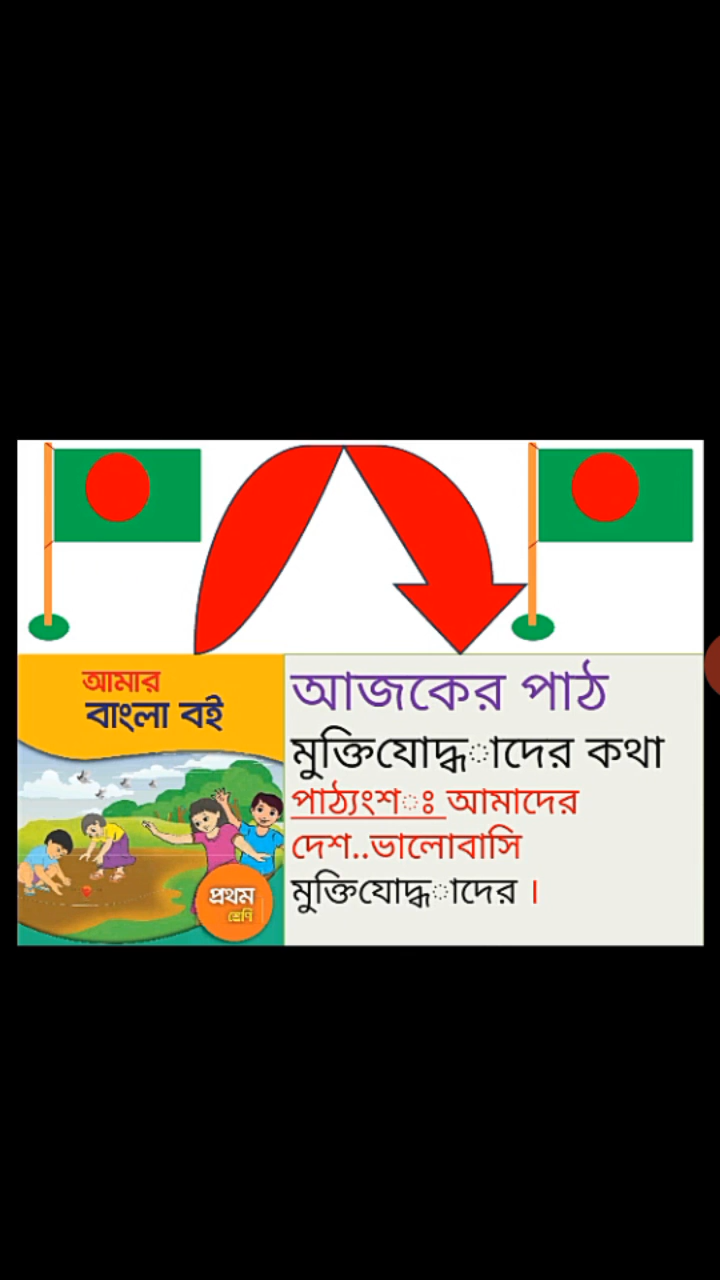 আমার
বাংলা বই
প্রথম
শ্রেণি
আজকের পাঠ
মুক্তিযোদ্ধ◌াদের কথা
পাঠ্যংশ◌ঃ আমাদের
দেশ..ভালোবাসি
মুক্তিযোদ্ধ◌াদের ।